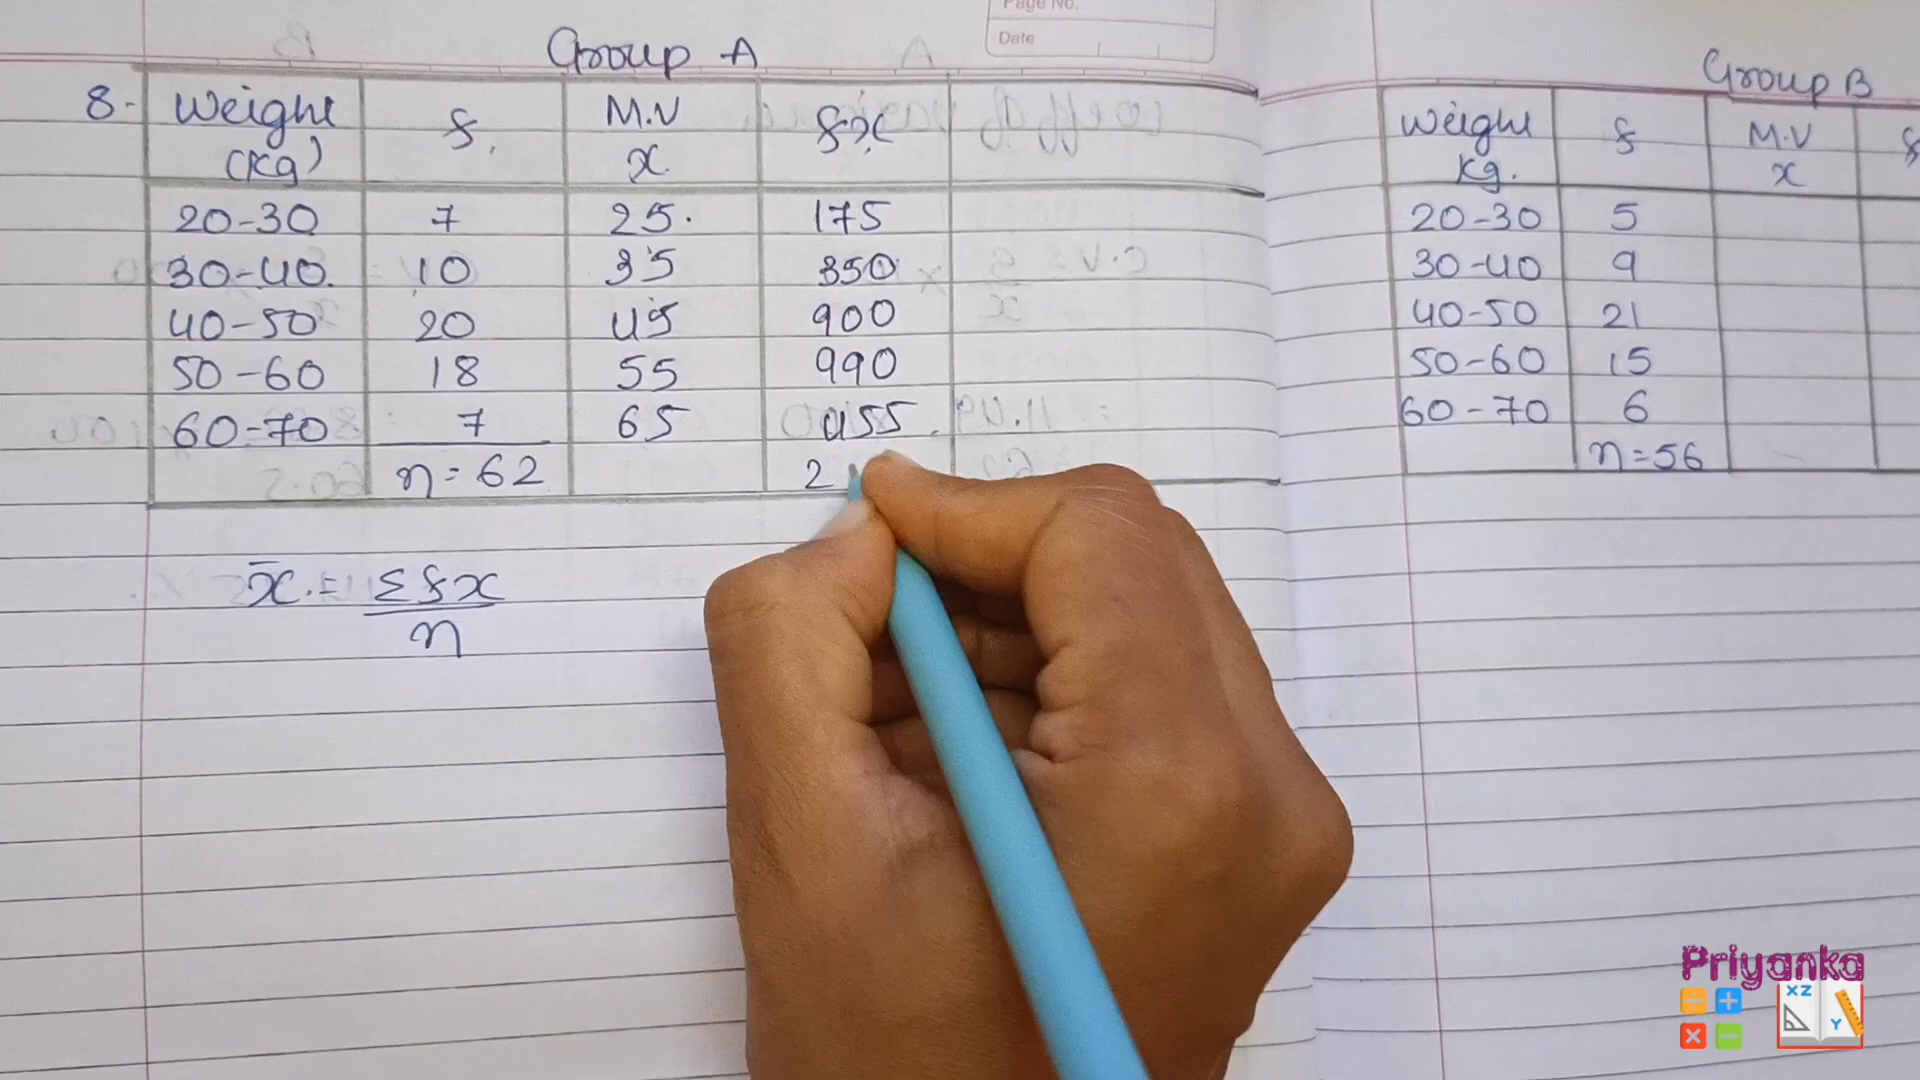 Page No.
Date
Group A
8. Weight (Kg) f. M.V x. fx
20-30 7 25. 175
30-40. 10 35 350
40-50 20 45 900
50-60 18 55 990
60-70 7 65 455.
n = 62 2
x̄. = Σfx
n
Group B
Weight Kg. f M.V x f
20-30 5
30-40 9
40-50 21
50-60 15
60-70 6
n = 56
Priyanka
XZ
Y